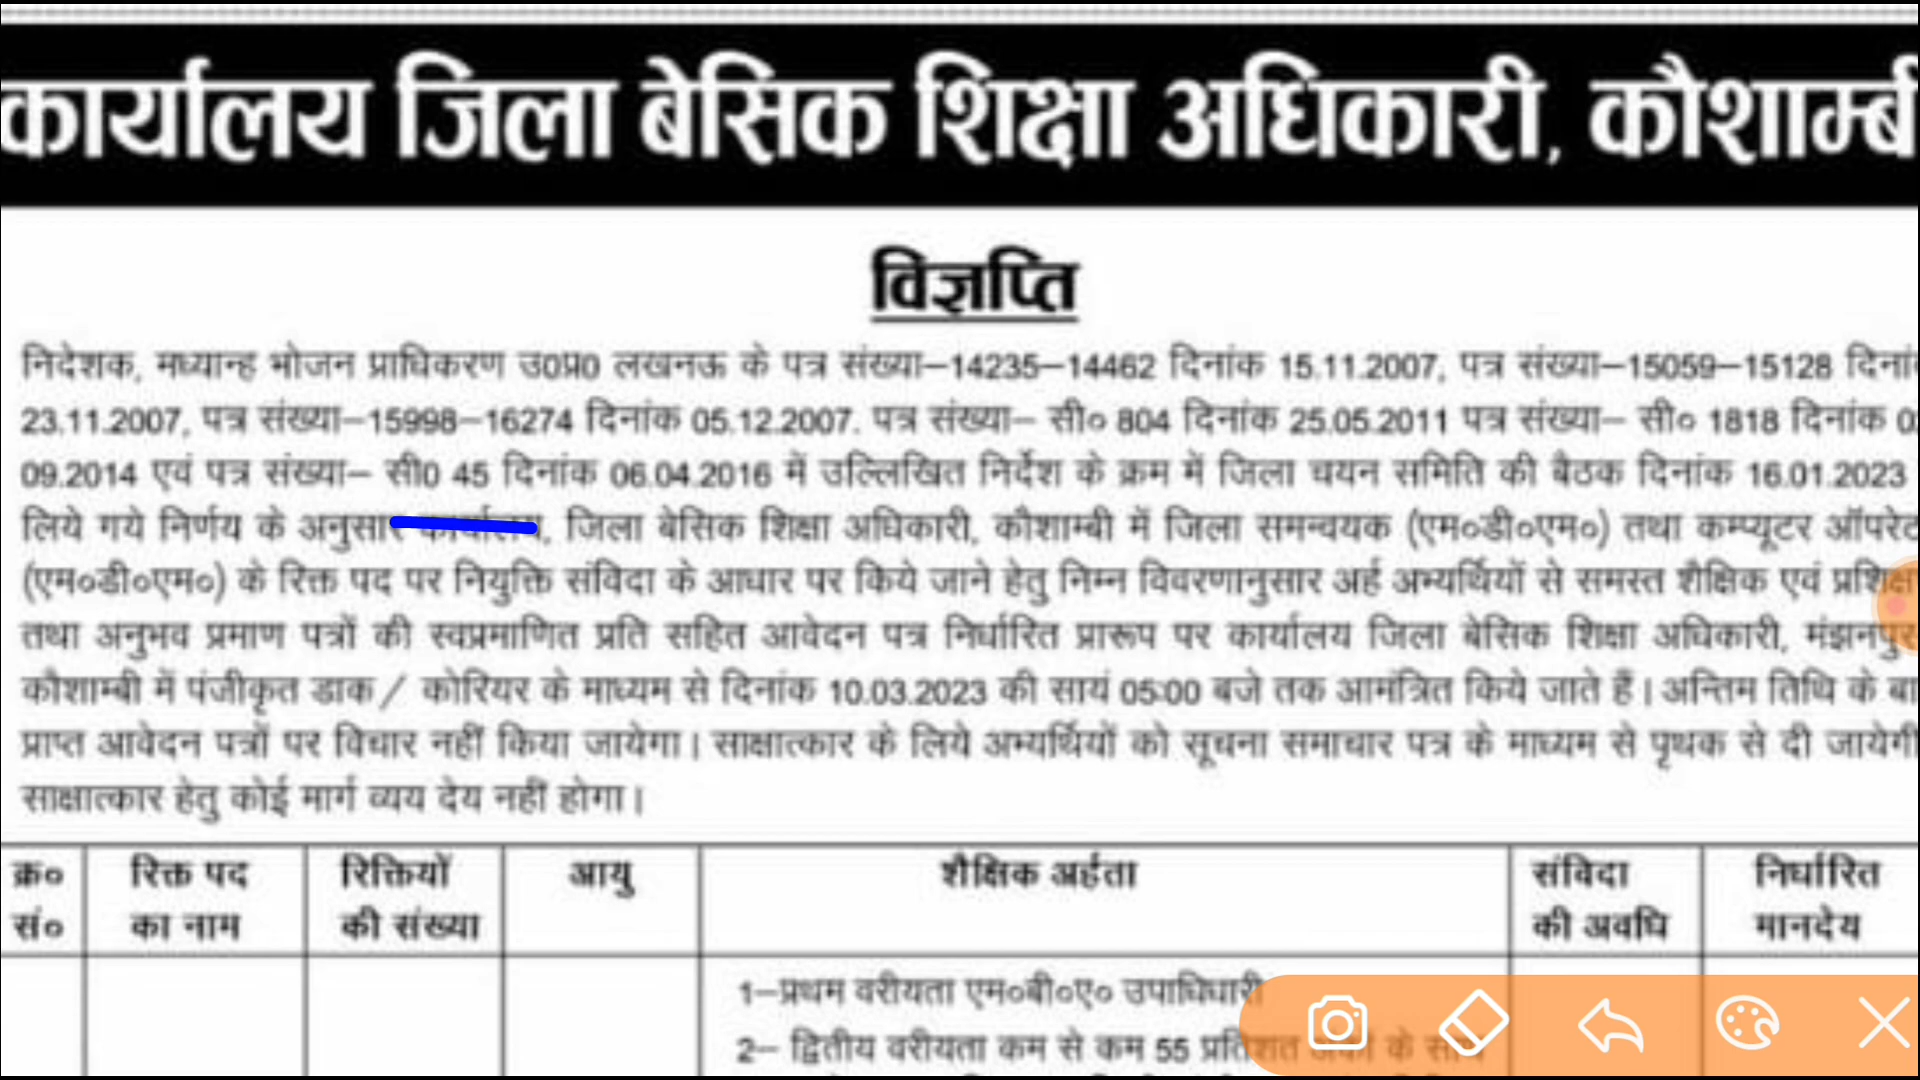 कार्यालय जिला बेसिक शिक्षा अधिकारी, कौशाम्ब
विज्ञप्ति
निदेशक, मध्यान्ह भोजन प्राधिकरण उ0प्र0 लखनऊ के पत्र संख्या–14235–14462 दिनांक 15.11.2007, पत्र संख्या–15059–15128
23.11.2007, पत्र संख्या–15998–16274 दिनांक 05.12.2007. पत्र संख्या– सी० 804 दिनांक 25.05.2011 पत्र संख्या– सी० 1818 दिनांक
09.2014 एवं पत्र संख्या– सी0 45 दिनांक 06.04.2016 में उल्लिखित निर्देश के क्रम में जिला चयन समिति की बैठक दिनांक 16.01.2023
लिये गये निर्णय के अनुसार कार्यालय, जिला बेसिक शिक्षा अधिकारी, कौशाम्बी में जिला समन्वयक (एम०डी०एम०) तथा कम्प्यूटर
(एम०डी०एम०) के रिक्त पद पर नियुक्ति संविदा के आधार पर किये जाने हेतु निम्न विवरणानुसार अर्ह अभ्यर्थियों से समस्त शैक्षिक एवं
तथा अनुभव प्रमाण पत्रों की स्वप्रमाणित प्रति सहित आवेदन पत्र निर्धारित प्रारूप पर कार्यालय जिला बेसिक शिक्षा अधिकारी, मंझनपुर
कौशाम्बी में पंजीकृत डाक / कोरियर के माध्यम से दिनांक 10.03.2023 की सायं 05:00 बजे तक आमंत्रित किये जाते हैं। अन्तिम तिथि के
प्राप्त आवेदन पत्रों पर विचार नहीं किया जायेगा। साक्षात्कार के लिये अभ्यर्थियों को सूचना समाचार पत्र के माध्यम से पृथक से दी जायेगी
साक्षात्कार हेतु कोई मार्ग व्यय देय नहीं होगा।
क्र० सं० रिक्त पद का नाम रिक्तियों की संख्या आयु शैक्षिक अर्हता संविदा की अवधि निर्धारित मानदेय
1–प्रथम वरीयता एम०बी०ए० उपाधिधारी
2– द्वितीय वरीयता कम से कम 55 प्रतिशत अंकों के साथ